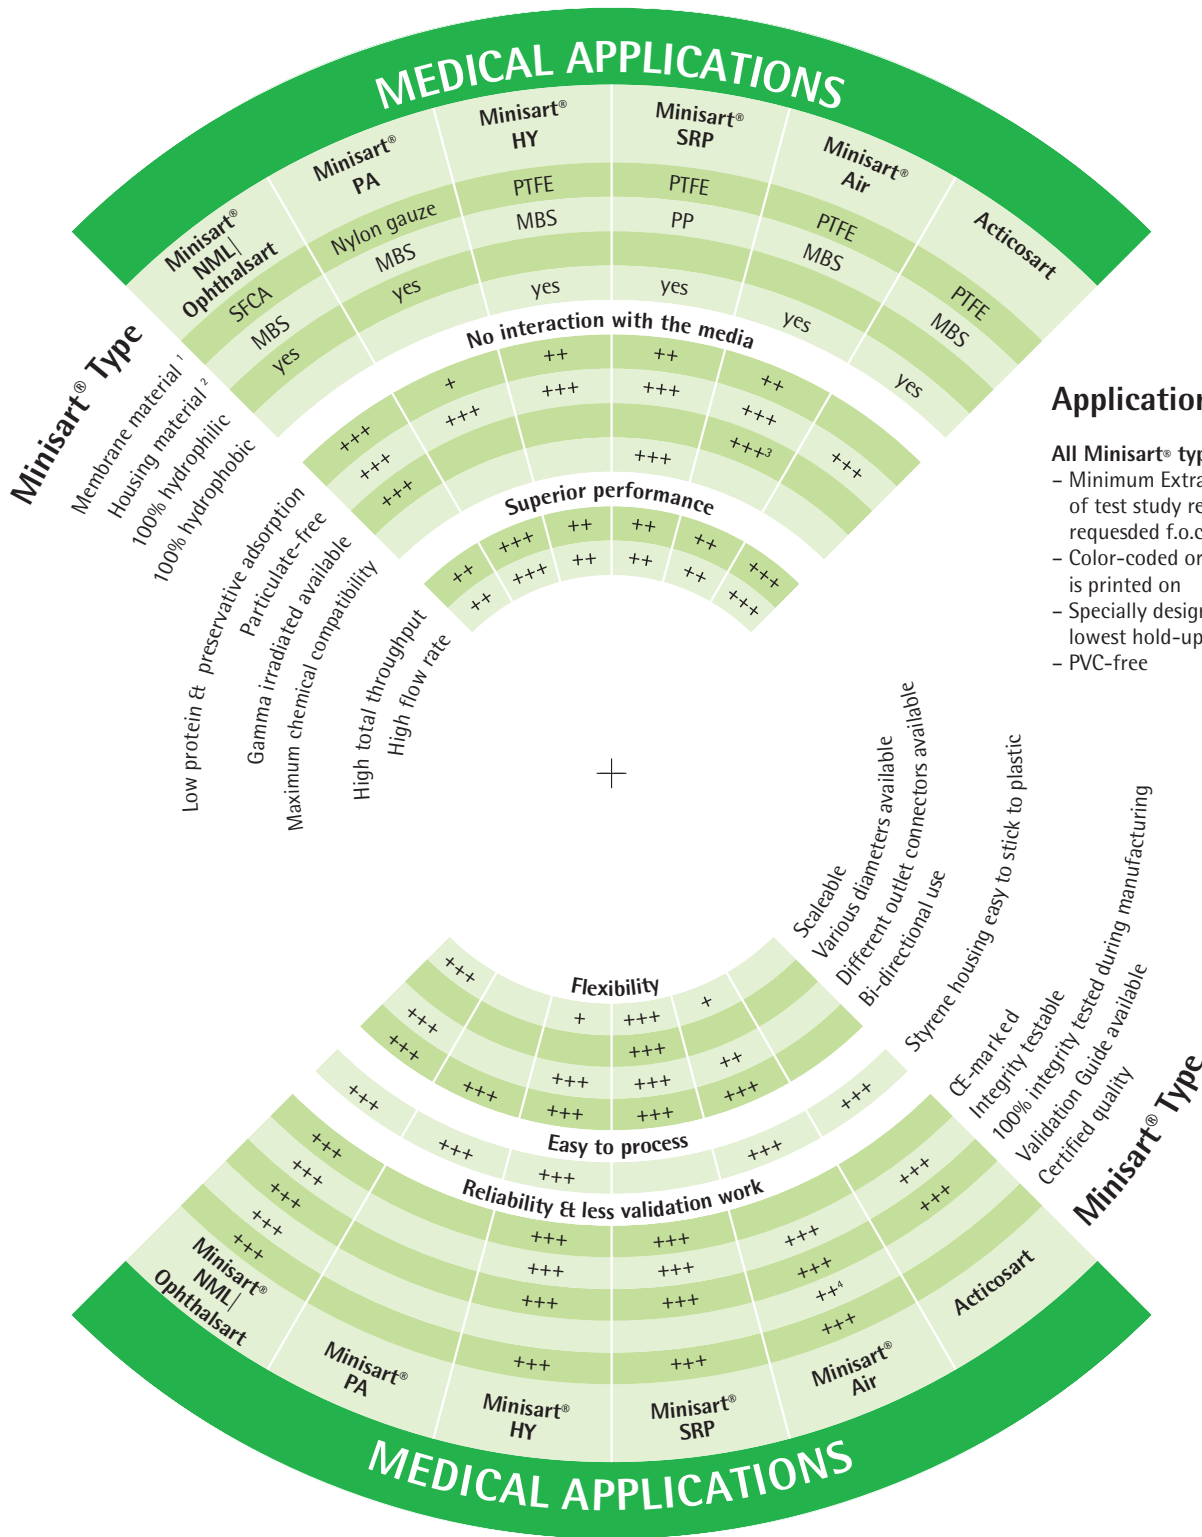 MEDICAL APPLICATIONS
Minisart®
NML|
Ophthalsart
Minisart®
PA
Minisart®
HY
Minisart®
SRP
Minisart®
Air
Acticosart
Minisart® Type
Membrane material 1
SFCA
Nylon gauze
PTFE
PTFE
PTFE
PTFE
Housing material 2
MBS
MBS
MBS
PP
MBS
MBS
100% hydrophilic
yes
yes
100% hydrophobic
yes
yes
yes
yes
No interaction with the media
Low protein & preservative adsorption
+++
+
++
++
++
Particulate-free
+++
+++
+++
+++
+++
+++
Gamma irradiated available
+++
+++3
Maximum chemical compatibility
+++
Superior performance
High total throughput
++
+++
++
++
++
+++
High flow rate
++
+++
++
++
++
+++
Application
All Minisart® typ
– Minimum Extra
of test study re
requesded f.o.c
– Color-coded or
is printed on
– Specially design
lowest hold-up
– PVC-free
Flexibility
Scaleable
+++
+
+++
+
Various diameters available
+++
Different outlet connectors available
+++
+++
+++
++
Bi-directional use
+++
+++
+++
+++
+++
Easy to process
Styrene housing easy to stick to plastic
+++
+++
+++
+++
+++
Reliability & less validation work
CE-marked
+++
+++
+++
Integrity testable
+++
+++
+++
+++
+++
100% integrity tested during manufacturing
+++
+++
+++
+++
+++
Validation Guide available
+++
++4
Certified quality
+++
+++
+++
+++
Minisart® Type
Minisart®
NML|
Ophthalsart
Minisart®
PA
Minisart®
HY
Minisart®
SRP
Minisart®
Air
Acticosart
MEDICAL APPLICATIONS